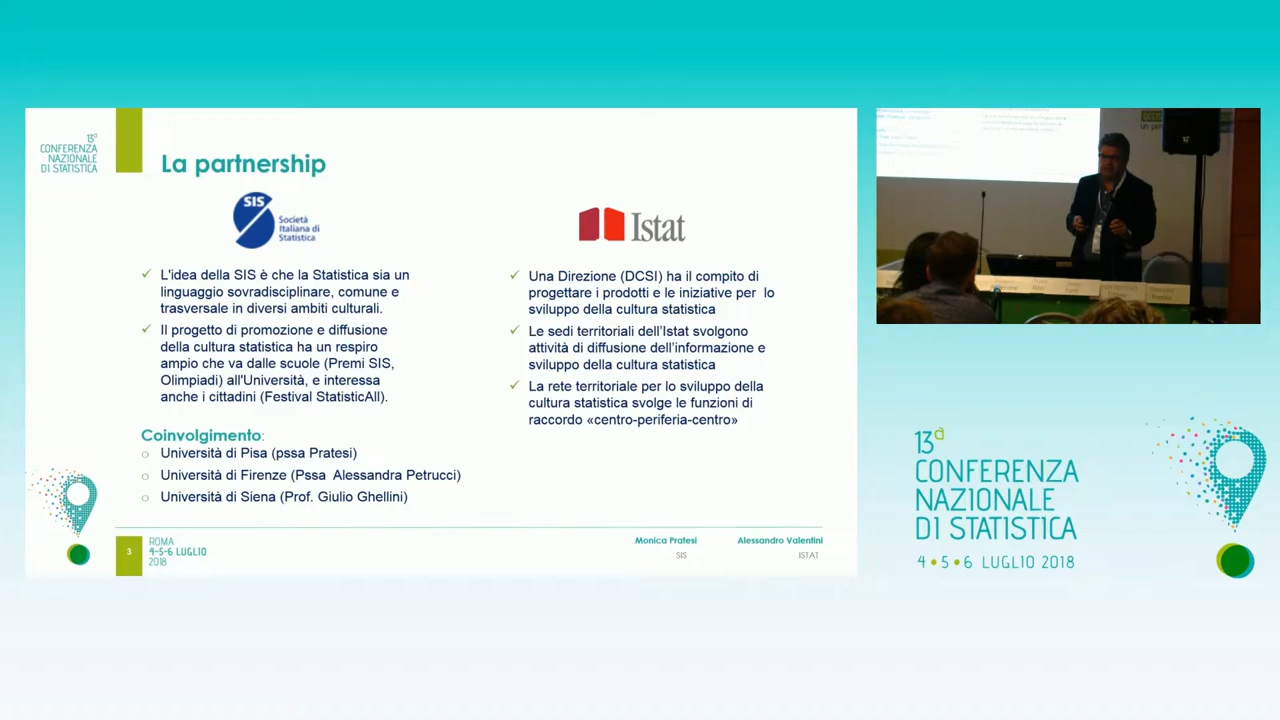 13ª
CONFERENZA
NAZIONALE
DI STATISTICA
La partnership
SIS
Società
Italiana di
Statistica
✓ L'idea della SIS è che la Statistica sia un
linguaggio sovradisciplinare, comune e
trasversale in diversi ambiti culturali.
✓ Il progetto di promozione e diffusione
della cultura statistica ha un respiro
ampio che va dalle scuole (Premi SIS,
Olimpiadi) all'Università, e interessa
anche i cittadini (Festival StatisticAll).
Coinvolgimento:
o Università di Pisa (pssa Pratesi)
o Università di Firenze (Pssa Alessandra Petrucci)
o Università di Siena (Prof. Giulio Ghellini)
Istat
✓ Una Direzione (DCSI) ha il compito di
progettare i prodotti e le iniziative per lo
sviluppo della cultura statistica
✓ Le sedi territoriali dell'Istat svolgono
attività di diffusione dell'informazione e
sviluppo della cultura statistica
✓ La rete territoriale per lo sviluppo della
cultura statistica svolge le funzioni di
raccordo «centro-periferia-centro»
3
ROMA
4-5-6 LUGLIO
2018
Monica Pratesi
SIS
Alessandro Valentini
ISTAT
13ª
CONFERENZA
NAZIONALE
DI STATISTICA
4•5•6 LUGLIO 2018